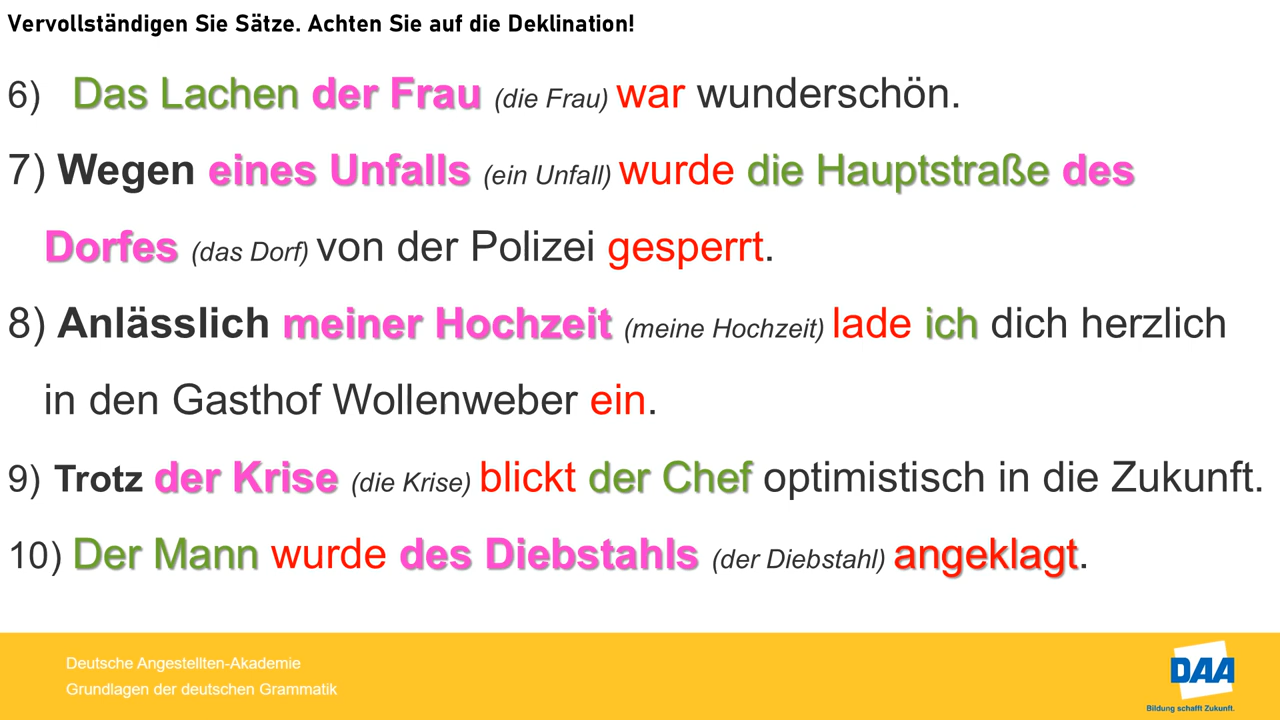 Vervollständigen Sie Sätze. Achten Sie auf die Deklination!
6) Das Lachen der Frau (die Frau) war wunderschön.
7) Wegen eines Unfalls (ein Unfall) wurde die Hauptstraße des
Dorfes (das Dorf) von der Polizei gesperrt.
8) Anlässlich meiner Hochzeit (meine Hochzeit) lade ich dich herzlich
in den Gasthof Wollenweber ein.
9) Trotz der Krise (die Krise) blickt der Chef optimistisch in die Zukunft.
10) Der Mann wurde des Diebstahls (der Diebstahl) angeklagt.
Deutsche Angestellten-Akademie
Grundlagen der deutschen Grammatik
DAA
Bildung schafft Zukunft.